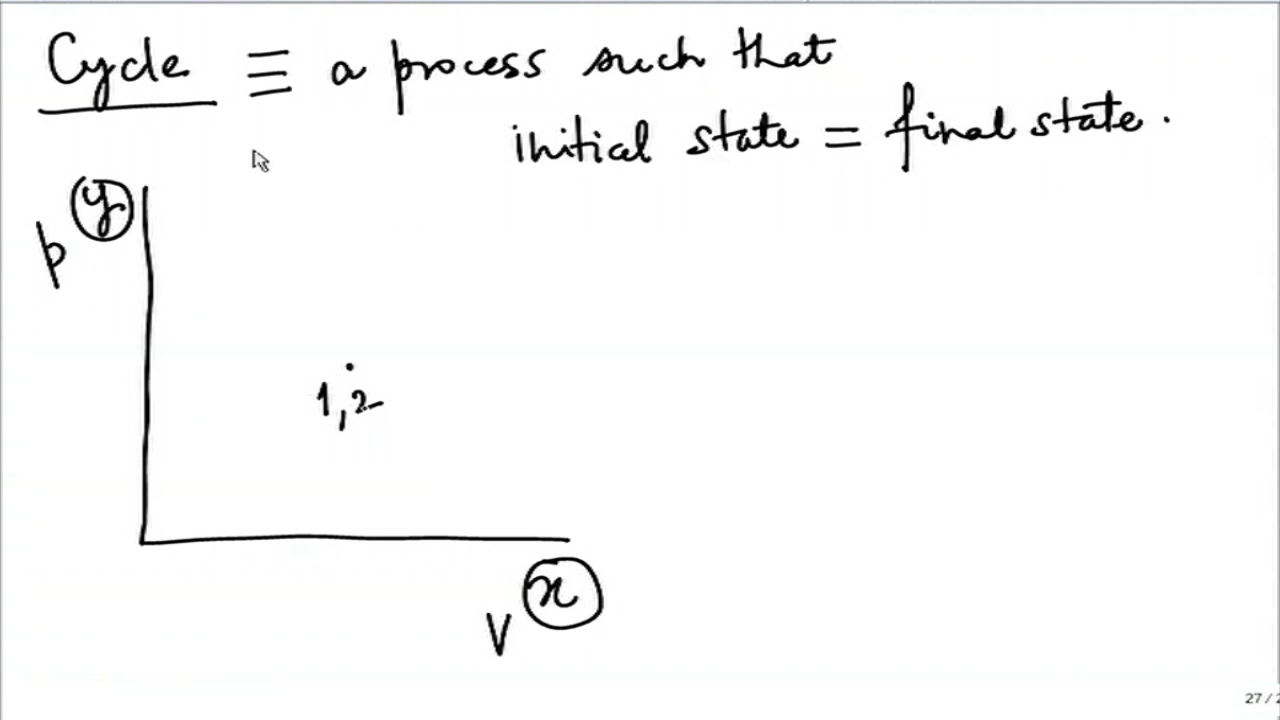 Cycle ≡ a process such that
initial state = final state.
y
p
1,2
x
V
27 / 2